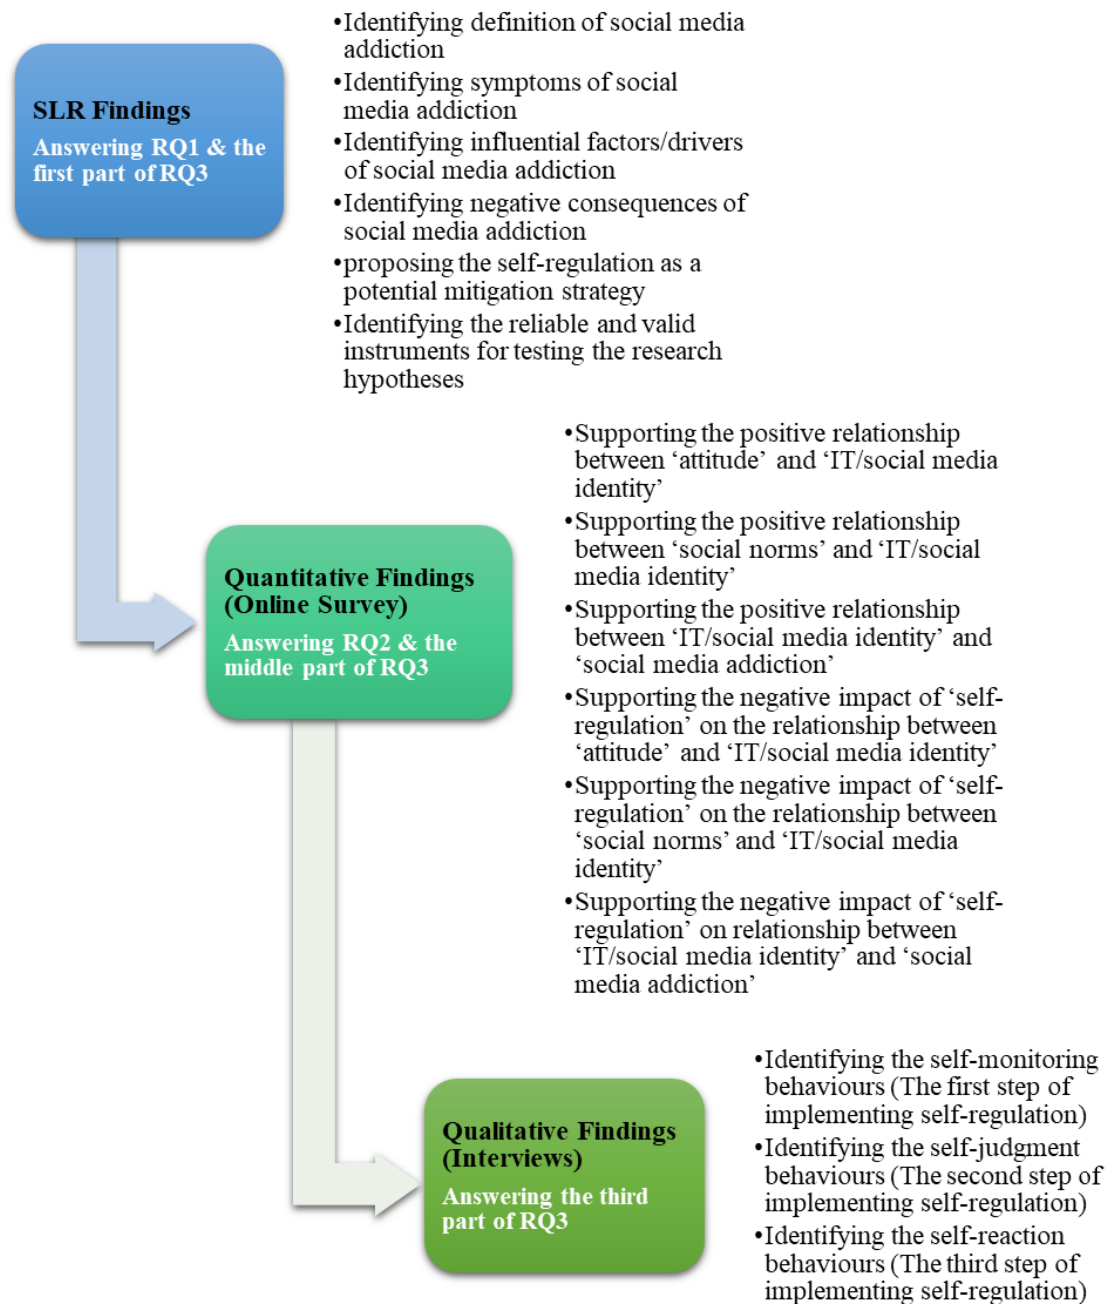 •Identifying definition of social media
addiction
•Identifying symptoms of social
media addiction
•Identifying influential factors/drivers
of social media addiction
•Identifying negative consequences of
social media addiction
•proposing the self-regulation as a
potential mitigation strategy
•Identifying the reliable and valid
instruments for testing the research
hypotheses
SLR Findings
Answering RQ1 & the
first part of RQ3
•Supporting the positive relationship
between ‘attitude’ and ‘IT/social media
identity’
•Supporting the positive relationship
between ‘social norms’ and ‘IT/social
media identity’
•Supporting the positive relationship
between ‘IT/social media identity’ and
‘social media addiction’
•Supporting the negative impact of ‘self-
regulation’ on the relationship between
‘attitude’ and ‘IT/social media identity’
•Supporting the negative impact of ‘self-
regulation’ on the relationship between
‘social norms’ and ‘IT/social media
identity’
•Supporting the negative impact of ‘self-
regulation’ on relationship between
‘IT/social media identity’ and ‘social
media addiction’
Quantitative Findings
(Online Survey)
Answering RQ2 & the
middle part of RQ3
•Identifying the self-monitoring
behaviours (The first step of
implementing self-regulation)
•Identifying the self-judgment
behaviours (The second step of
implementing self-regulation)
•Identifying the self-reaction
behaviours (The third step of
implementing self-regulation)
Qualitative Findings
(Interviews)
Answering the third
part of RQ3